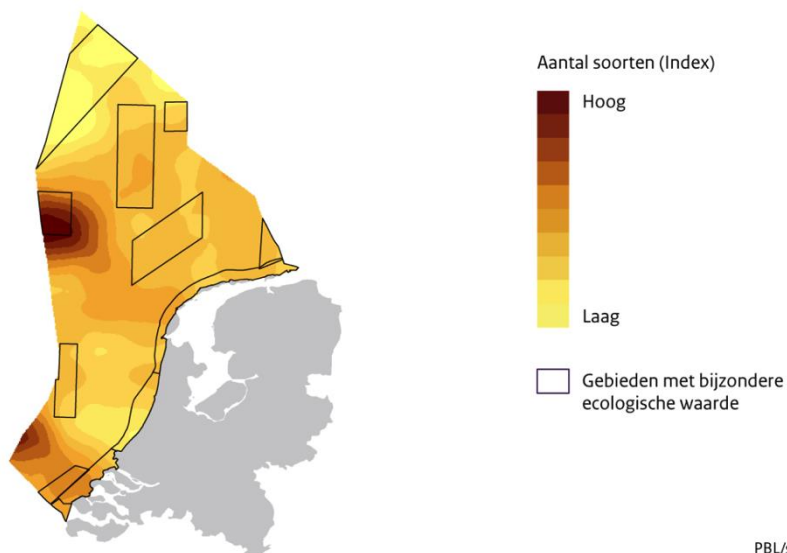 Aantal soorten (Index)
Hoog
Laag
Gebieden met bijzondere
ecologische waarde